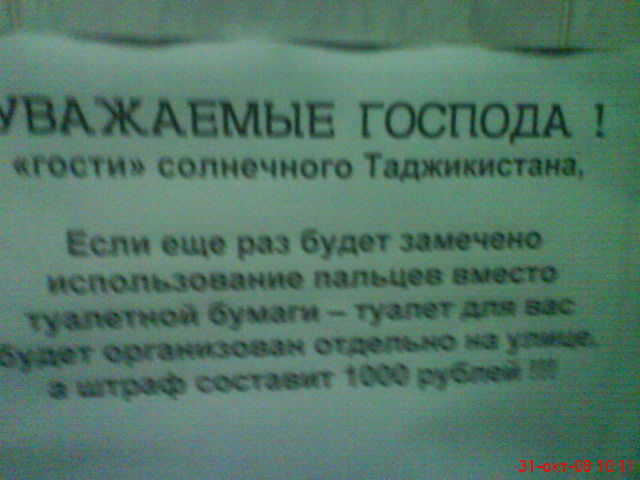 УВАЖАЕМЫЕ ГОСПОДА !
«гости» солнечного Таджикистана,
Если еще раз будет замечено
использование пальцев вместо
туалетной бумаги – туалет для вас
будет организован отдельно на улице,
а штраф составит 1000 рублей !!!
31-окт-08 10:11